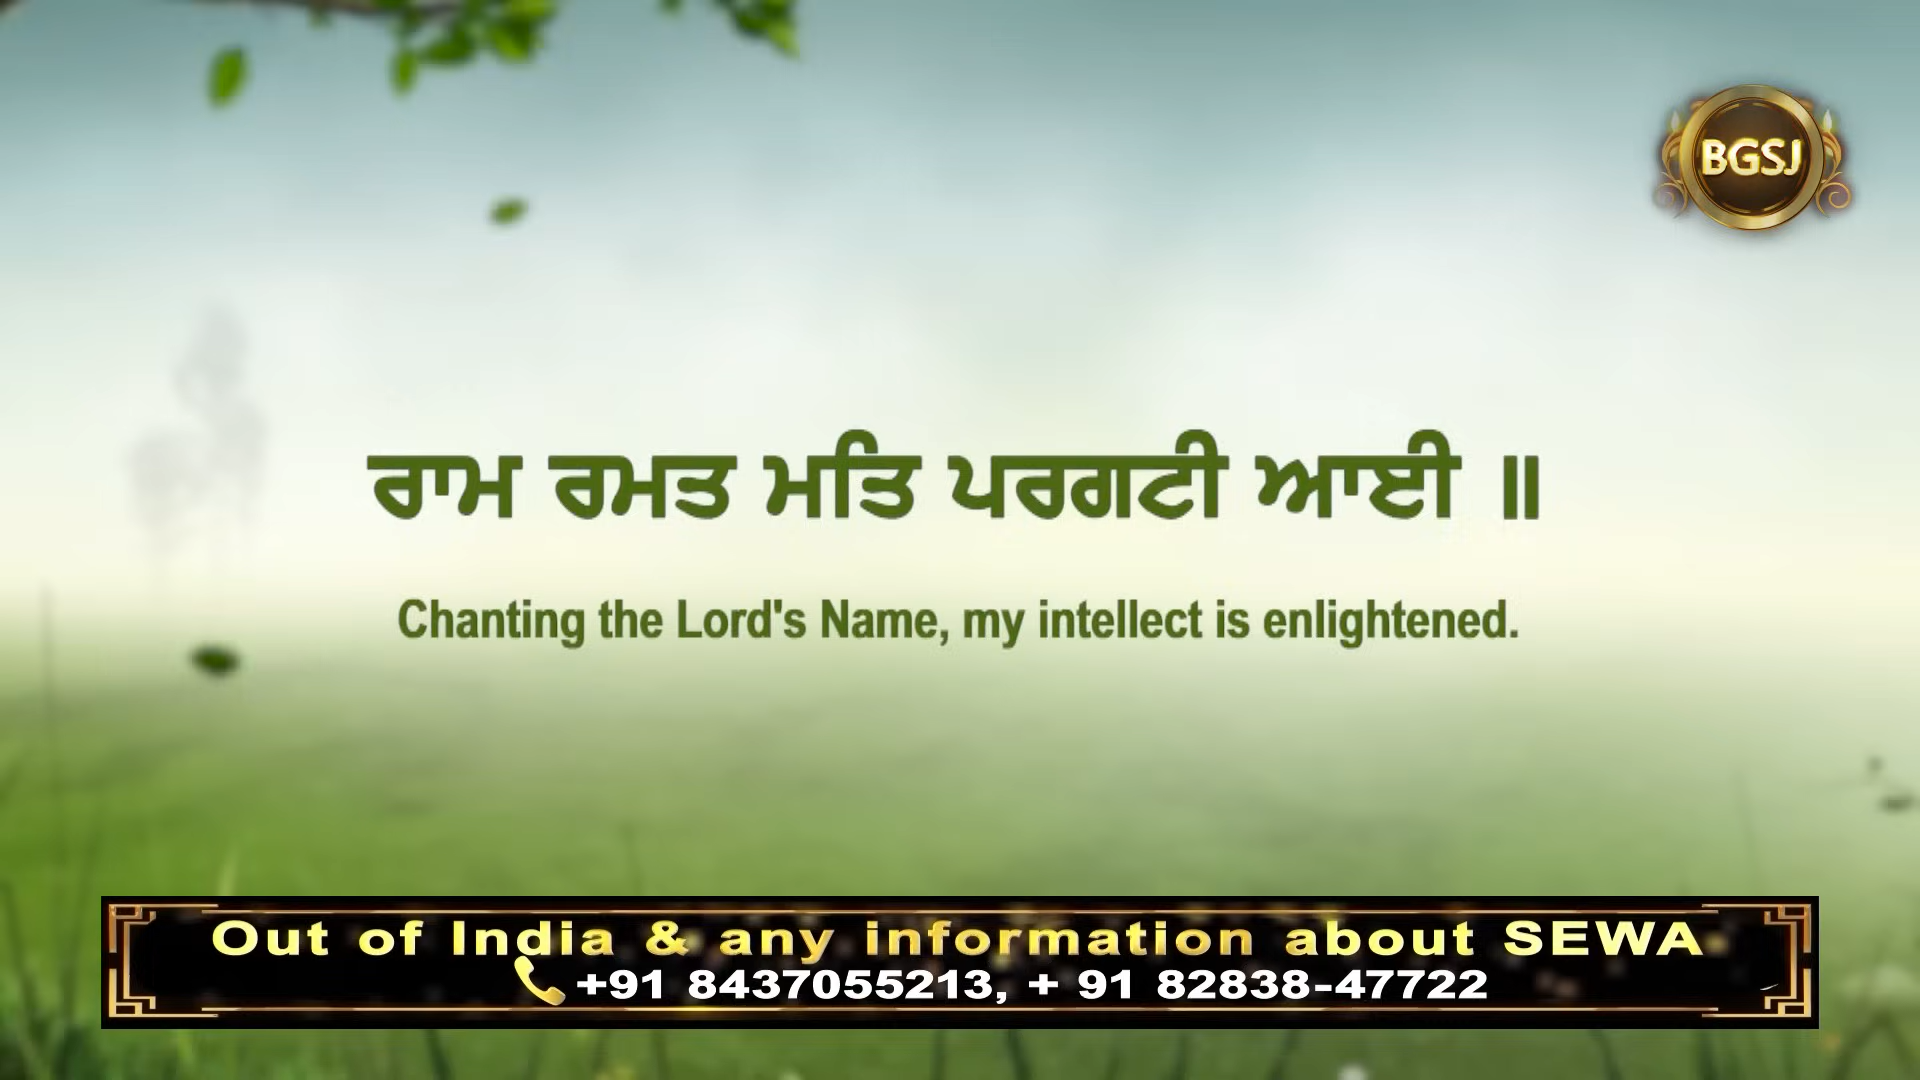 BGSJ
ਰਾਮ ਰਮਤ ਮਤਿ ਪਰਗਟੀ ਆਈ ॥
Chanting the Lord's Name, my intellect is enlightened.
Out of India & any information about SEWA
+91 8437055213, + 91 82838-47722